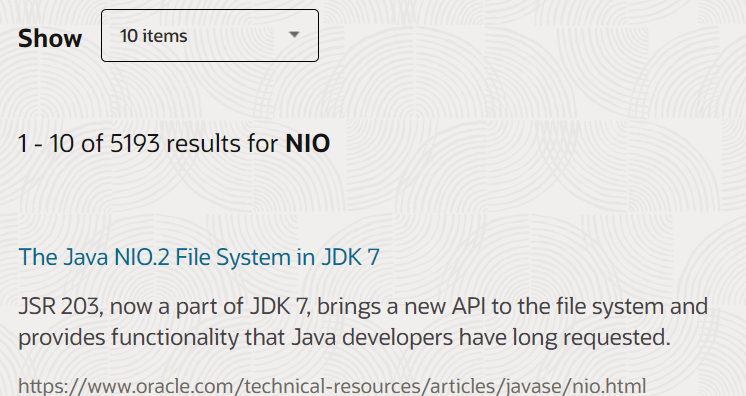 Show 10 items
1 - 10 of 5193 results for NIO
The Java NIO.2 File System in JDK 7
JSR 203, now a part of JDK 7, brings a new API to the file system and
provides functionality that Java developers have long requested.
https://www.oracle.com/technical-resources/articles/javase/nio.html